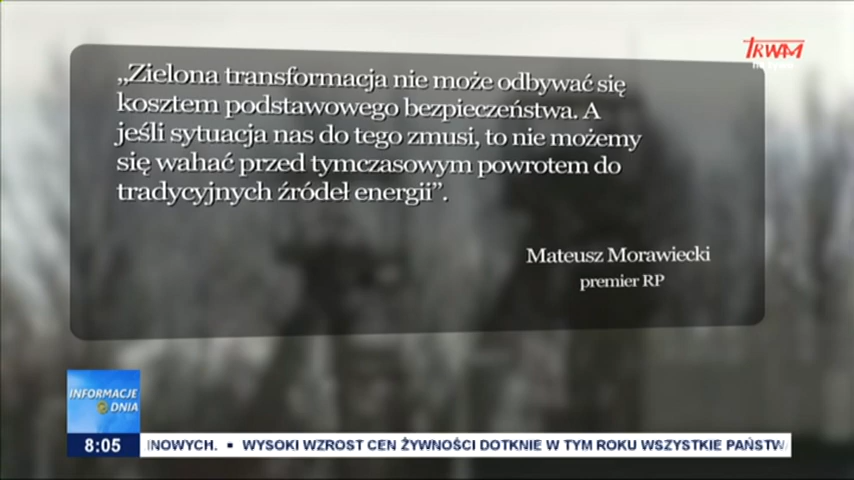 TRWAM
„Zielona transformacja nie może odbywać się
kosztem podstawowego bezpieczeństwa. A
jeśli sytuacja nas do tego zmusi, to nie możemy
się wahać przed tymczasowym powrotem do
tradycyjnych źródeł energii”.
Mateusz Morawiecki
premier RP
INFORMACJE
DNIA
8:05
INOWYCH. ▪ WYSOKI WZROST CEN ŻYWNOŚCI DOTKNIE W TYM ROKU WSZYSTKIE PAŃSTW